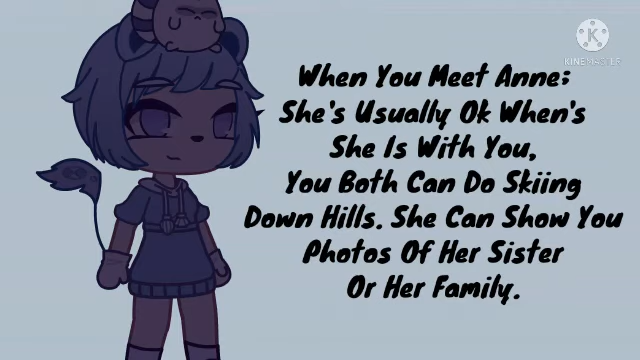 When You Meet Anne;
She's Usually Ok When's
She Is With You,
You Both Can Do Skiing
Down Hills. She Can Show You
Photos Of Her Sister
Or Her Family.
K
KINEMASTER